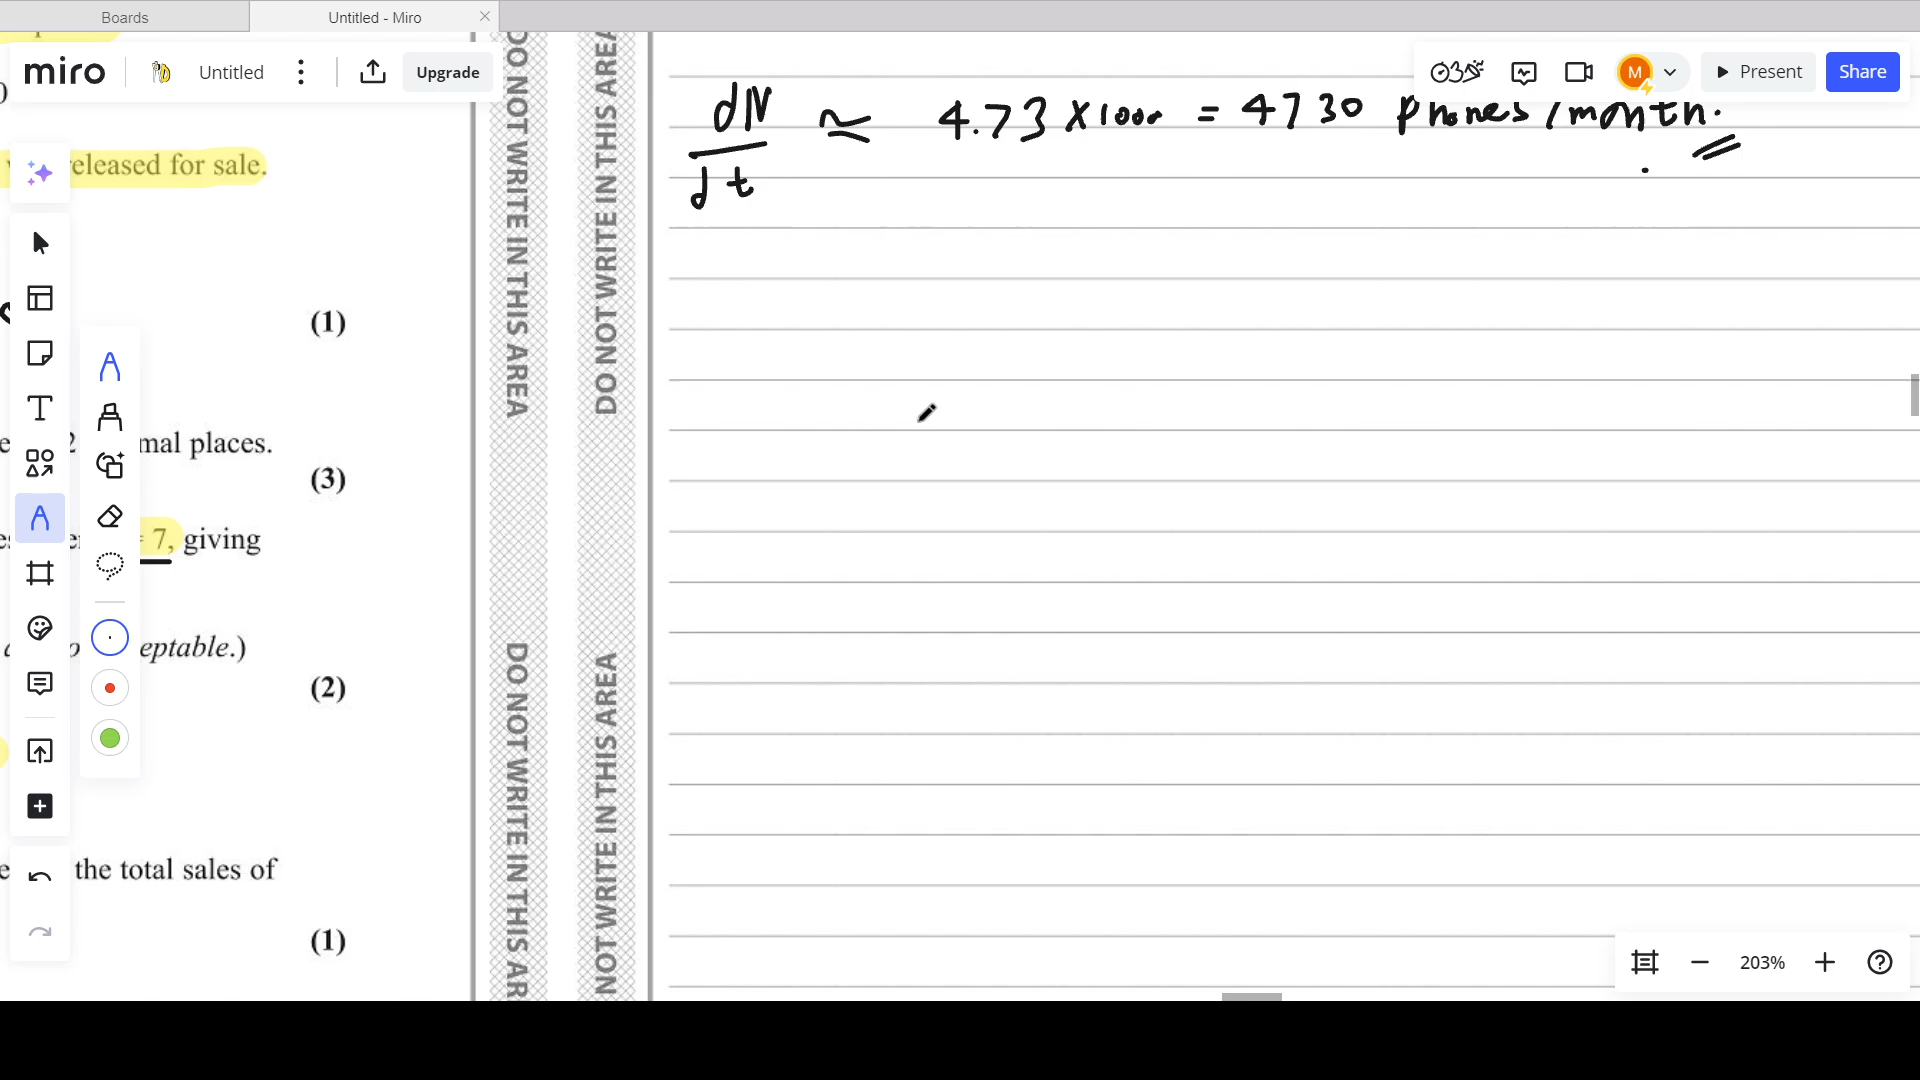 Boards
Untitled - Miro
miro
Untitled
Upgrade
Present
Share
M
released for sale.
(1)
mal places.
(3)
= 7, giving
eptable.)
(2)
the total sales of
(1)
DO NOT WRITE IN THIS AREA
DO NOT WRITE IN THIS AREA
DO NOT WRITE IN THIS AR
NOT WRITE IN THIS AREA
dN/dt ≃ 4.73 x 1000 = 4730 phones/month.
203%